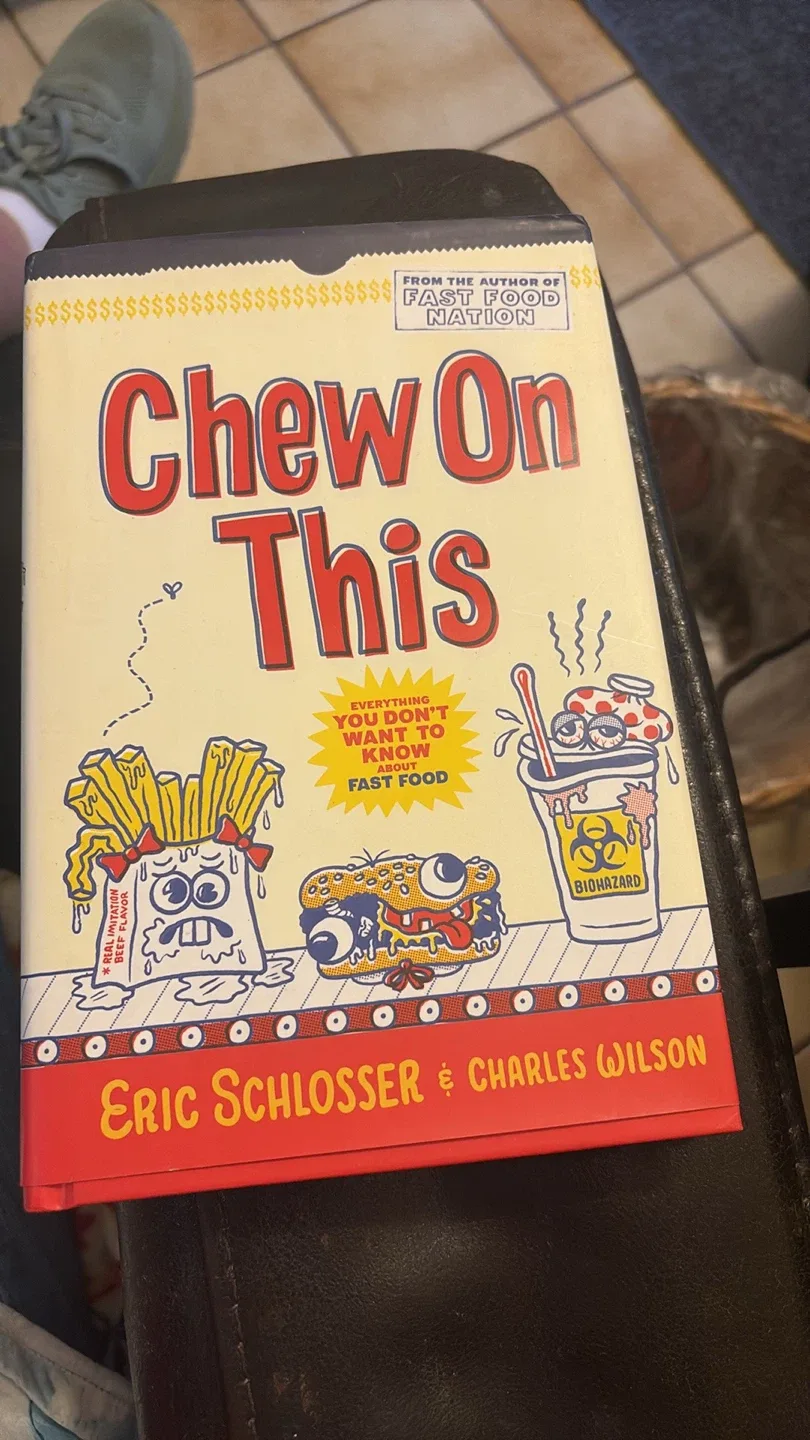 $$$$$$$$$$$$$$$$$$$$$$$$$$$$$$$ $$$
FROM THE AUTHOR OF
FAST FOOD
NATION
Chew On
This
EVERYTHING
YOU DON'T
WANT TO
KNOW
ABOUT
FAST FOOD
* REAL IMITATION
BEEF FLAVOR
BIOHAZARD
ERIC SCHLOSSER & CHARLES WILSON